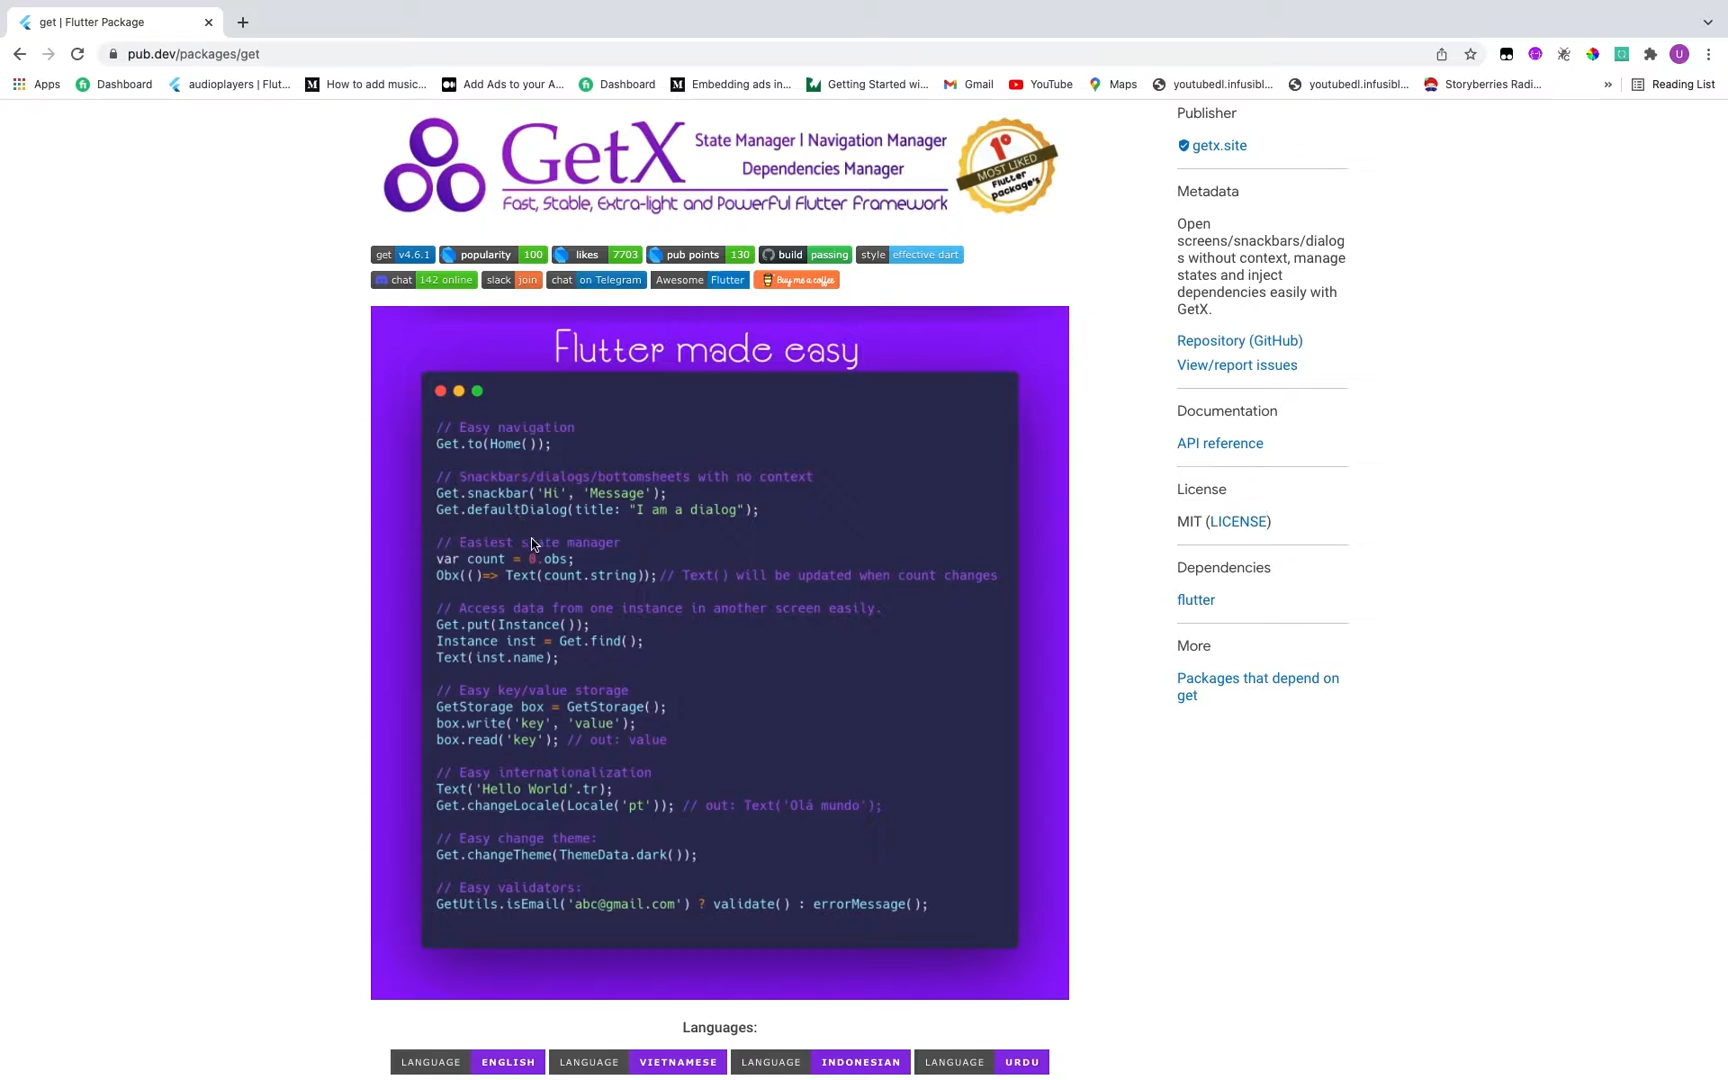 get | Flutter Package
pub.dev/packages/get
U
Apps Dashboard audioplayers | Flut... How to add music... Add Ads to your A... Dashboard Embedding ads in... Getting Started wi... Gmail YouTube Maps youtubedl.infusibl... youtubedl.infusibl... Storyberries Radi... » Reading List
GetX
State Manager | Navigation Manager
Dependencies Manager
Fast, Stable, Extra-light and Powerful Flutter Framework
1º
MOST LIKED
Flutter
package's
get v4.6.1 popularity 100 likes 7703 pub points 130 build passing style effective dart
chat 142 online slack join chat on Telegram Awesome Flutter Buy me a coffee
Flutter made easy
// Easy navigation
Get.to(Home());
// Snackbars/dialogs/bottomsheets with no context
Get.snackbar('Hi', 'Message');
Get.defaultDialog(title: "I am a dialog");
// Easiest state manager
var count = 0.obs;
Obx(()=> Text(count.string));// Text() will be updated when count changes
// Access data from one instance in another screen easily.
Get.put(Instance());
Instance inst = Get.find();
Text(inst.name);
// Easy key/value storage
GetStorage box = GetStorage();
box.write('key', 'value');
box.read('key'); // out: value
// Easy internationalization
Text('Hello World'.tr);
Get.changeLocale(Locale('pt')); // out: Text('Olá mundo');
// Easy change theme:
Get.changeTheme(ThemeData.dark());
// Easy validators:
GetUtils.isEmail('abc@gmail.com') ? validate() : errorMessage();
Languages:
LANGUAGE ENGLISH LANGUAGE VIETNAMESE LANGUAGE INDONESIAN LANGUAGE URDU
Publisher
getx.site
Metadata
Open
screens/snackbars/dialog
s without context, manage
states and inject
dependencies easily with
GetX.
Repository (GitHub)
View/report issues
Documentation
API reference
License
MIT (LICENSE)
Dependencies
flutter
More
Packages that depend on
get